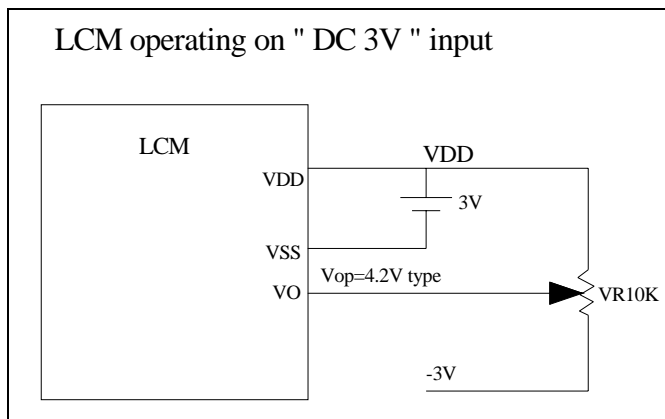 LCM operating on " DC 3V " input
LCM
VDD
VDD
3V
VSS
Vop=4.2V type
VO
VR10K
-3V